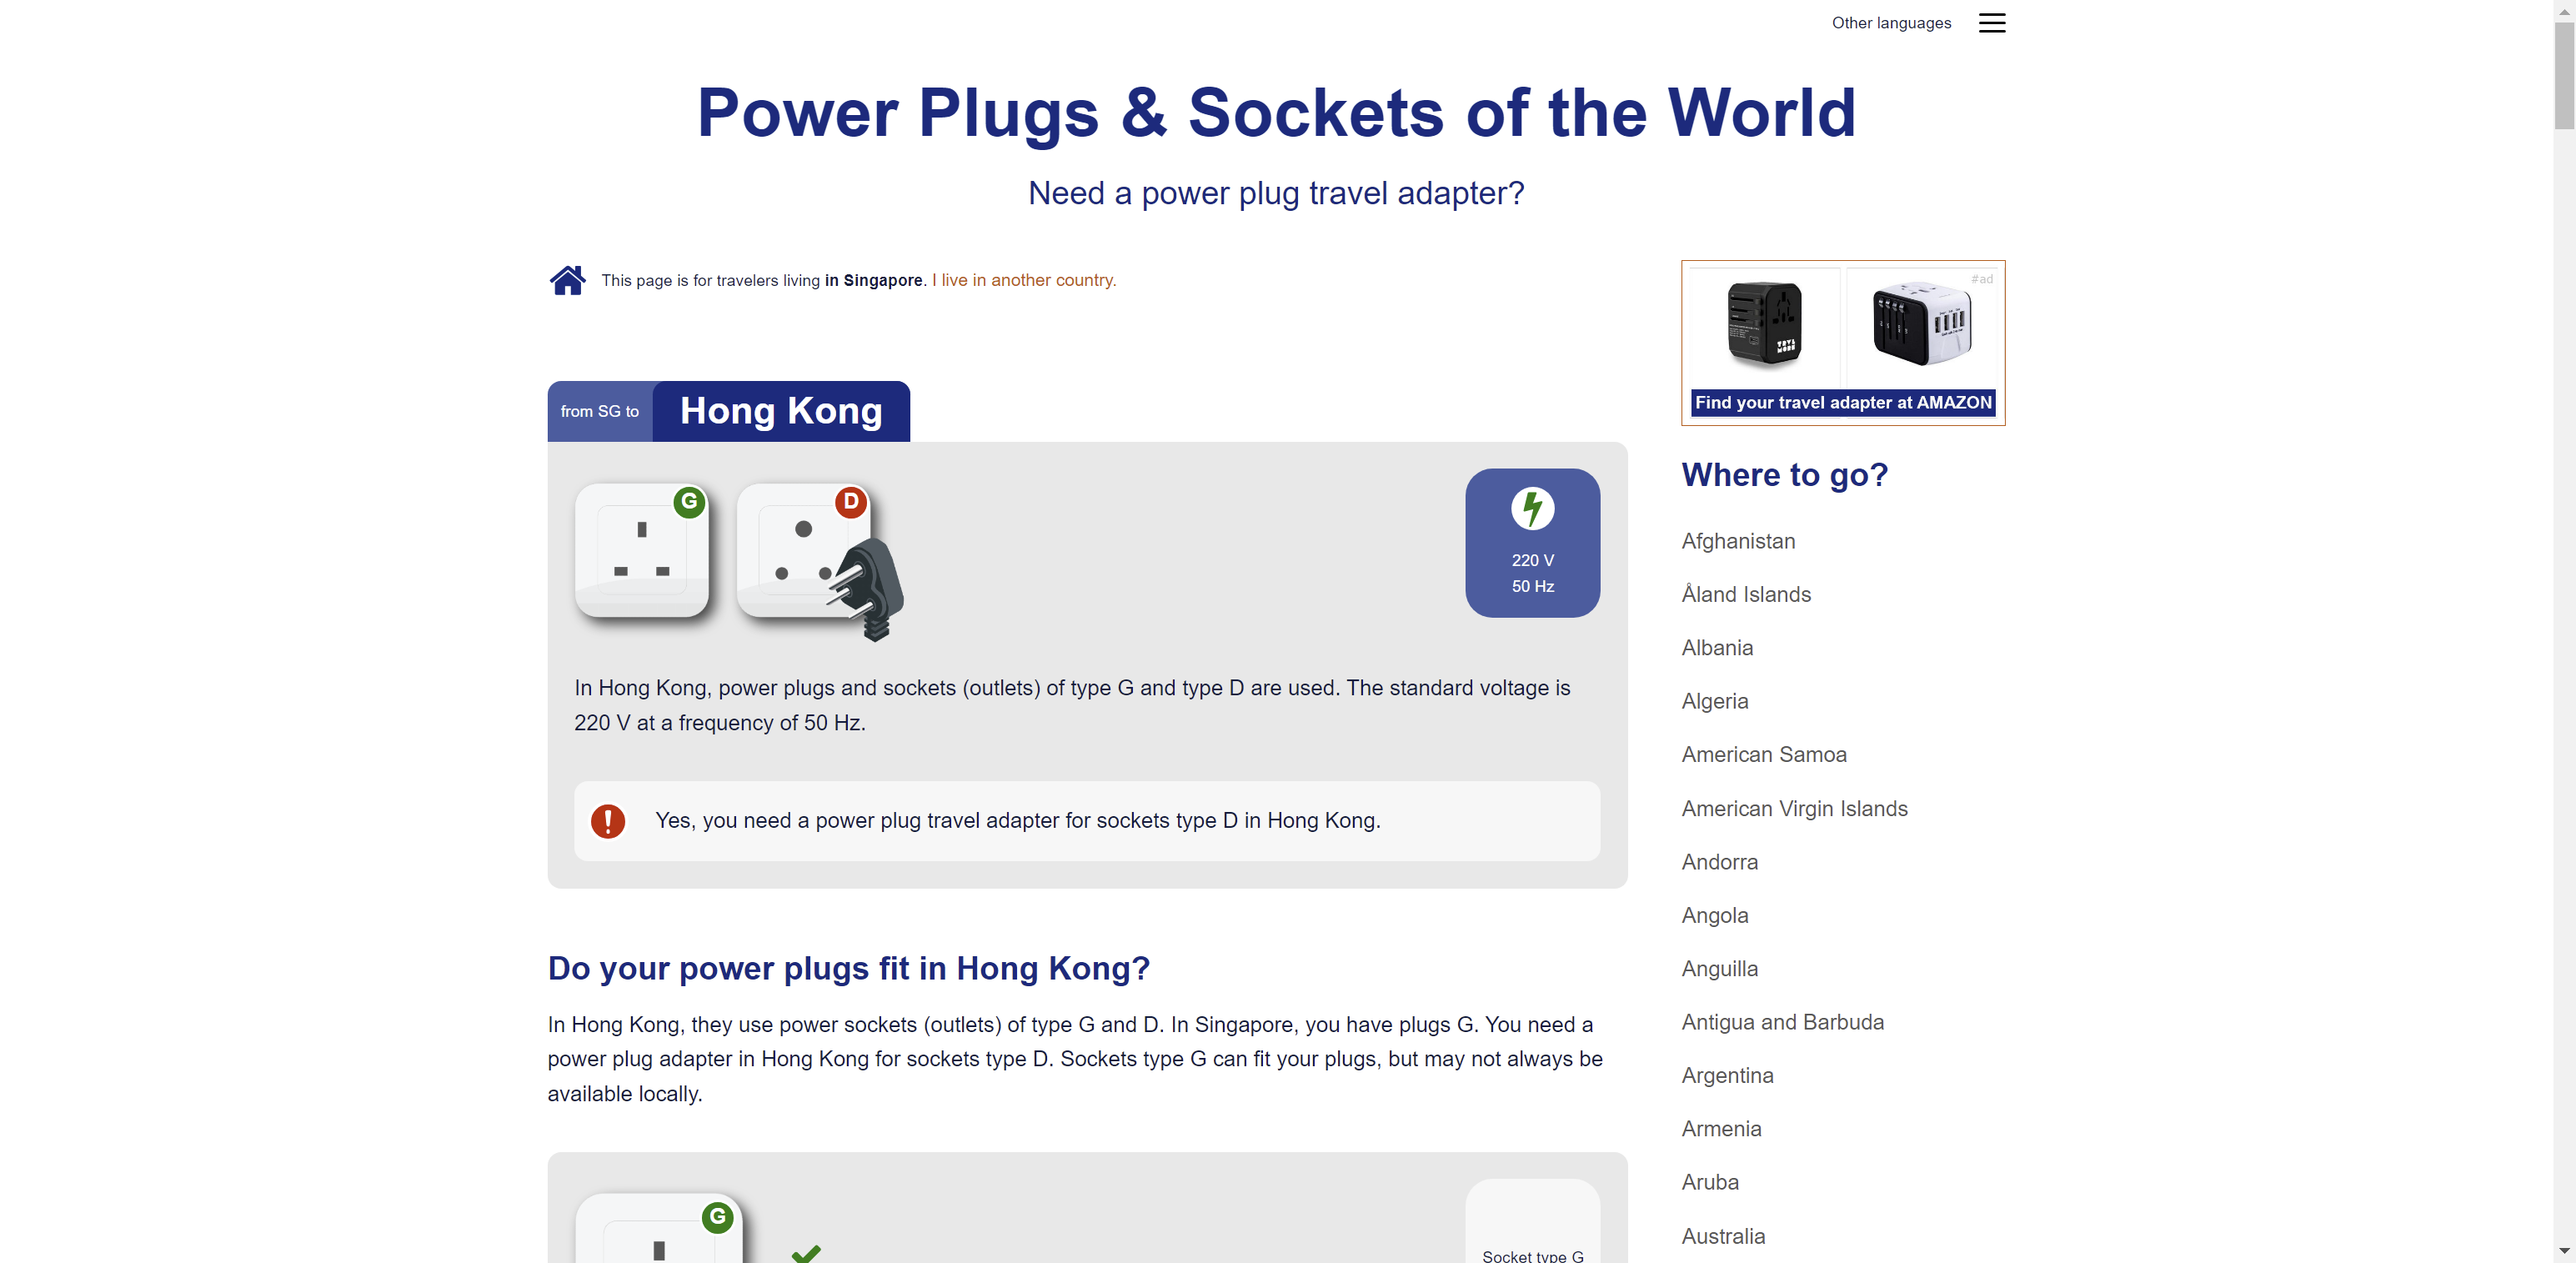 Other languages
Power Plugs & Sockets of the World
Need a power plug travel adapter?
This page is for travelers living in Singapore. I live in another country.
#ad
Find your travel adapter at AMAZON
from SG to
Hong Kong
G
D
220 V
50 Hz
In Hong Kong, power plugs and sockets (outlets) of type G and type D are used. The standard voltage is
220 V at a frequency of 50 Hz.
Yes, you need a power plug travel adapter for sockets type D in Hong Kong.
Do your power plugs fit in Hong Kong?
In Hong Kong, they use power sockets (outlets) of type G and D. In Singapore, you have plugs G. You need a
power plug adapter in Hong Kong for sockets type D. Sockets type G can fit your plugs, but may not always be
available locally.
G
Socket type G
Where to go?
Afghanistan
Åland Islands
Albania
Algeria
American Samoa
American Virgin Islands
Andorra
Angola
Anguilla
Antigua and Barbuda
Argentina
Armenia
Aruba
Australia